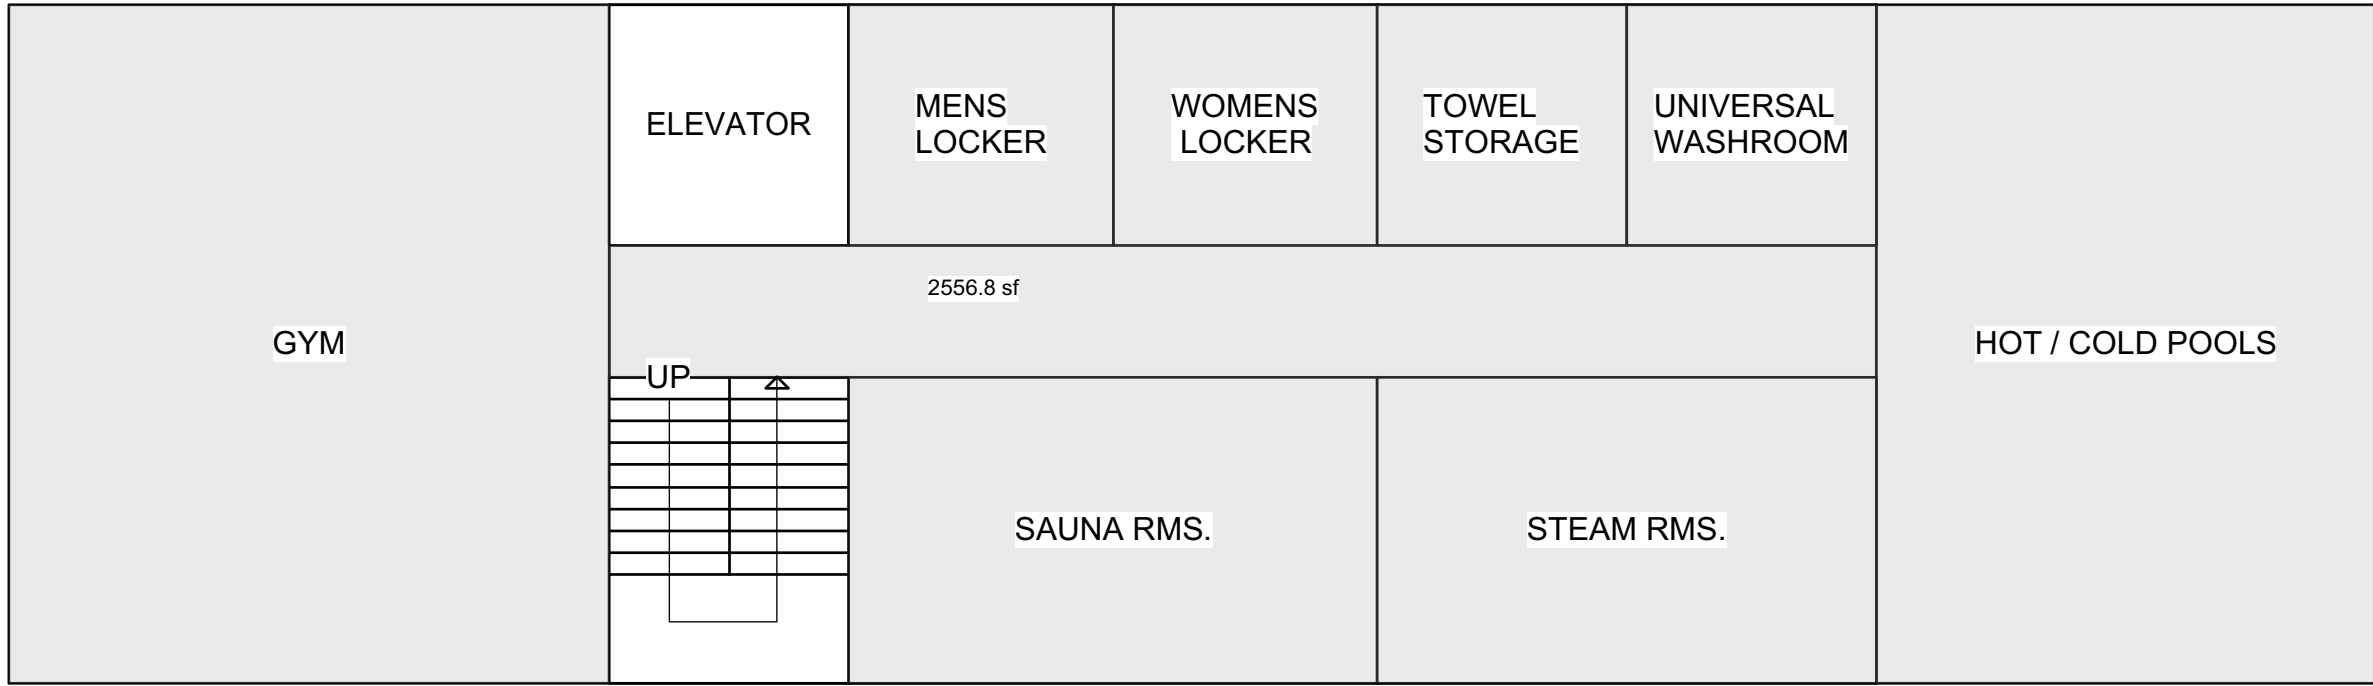 ELEVATOR
MENS
LOCKER
WOMENS
LOCKER
TOWEL
STORAGE
UNIVERSAL
WASHROOM
2556.8 sf
GYM
HOT / COLD POOLS
UP
SAUNA RMS.
STEAM RMS.